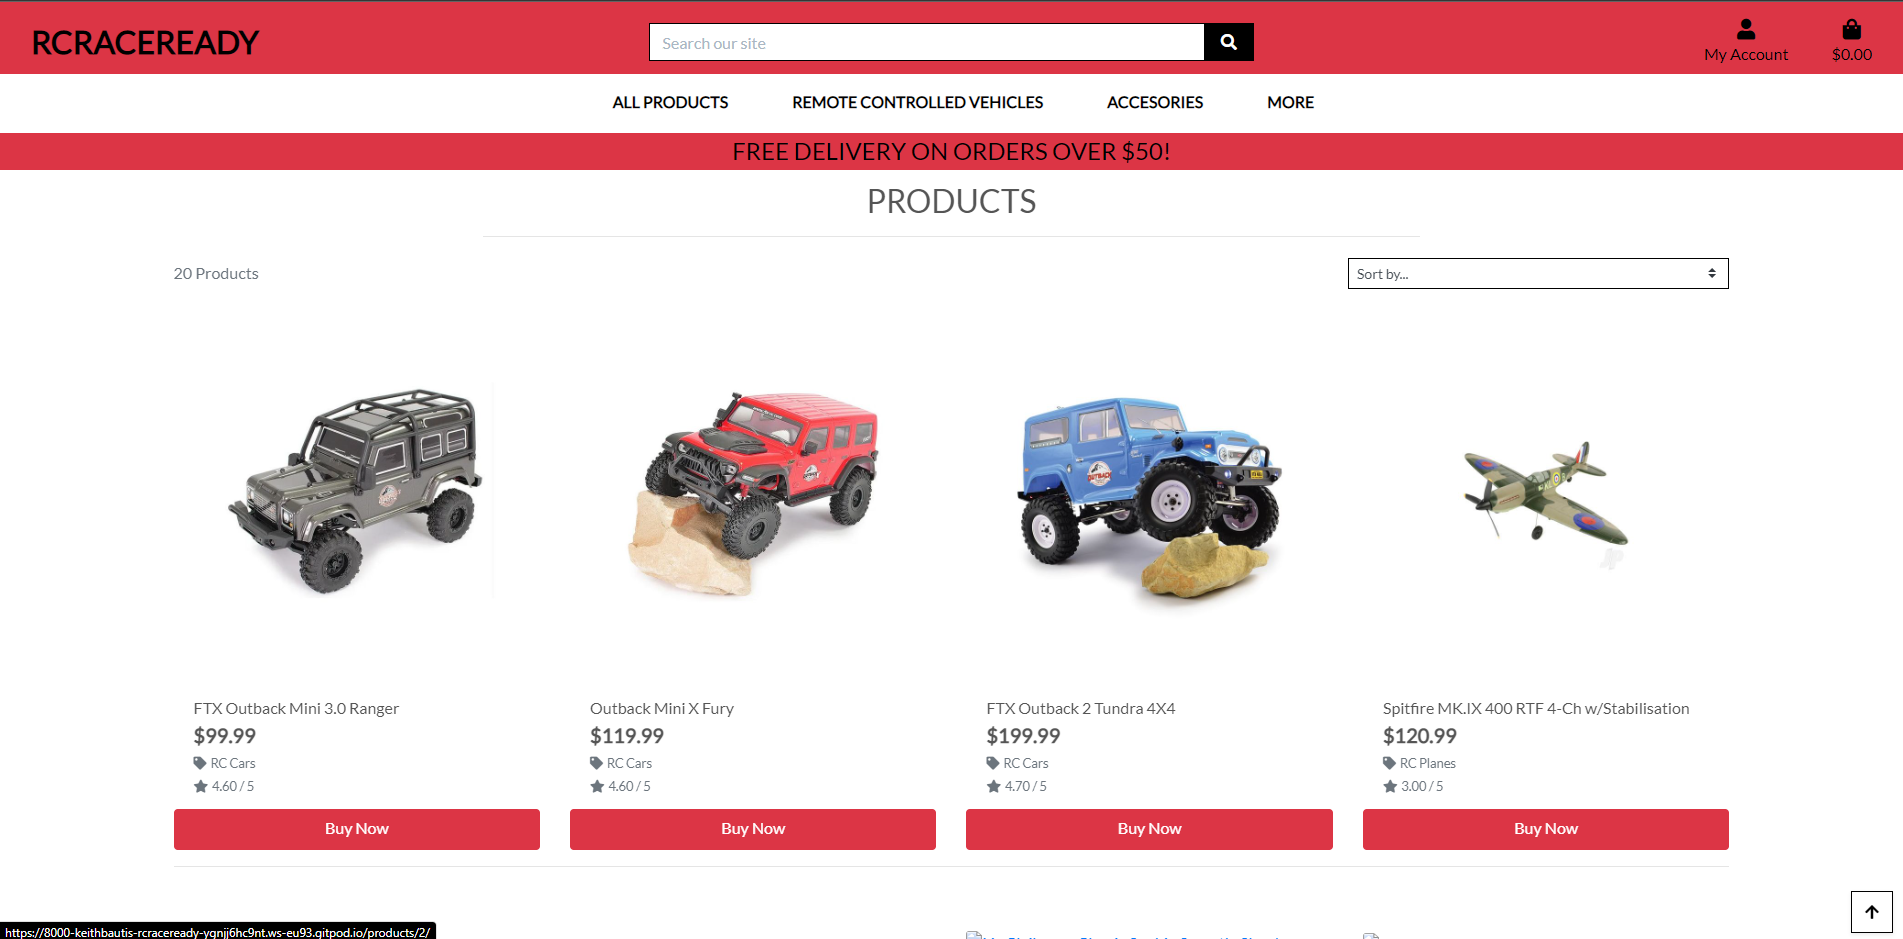 RCRACEREADY
Search our site
My Account
$0.00
ALL PRODUCTS
REMOTE CONTROLLED VEHICLES
ACCESORIES
MORE
FREE DELIVERY ON ORDERS OVER $50!
PRODUCTS
20 Products
Sort by...
FTX Outback Mini 3.0 Ranger
$99.99
RC Cars
4.60 / 5
Buy Now
Outback Mini X Fury
$119.99
RC Cars
4.60 / 5
Buy Now
FTX Outback 2 Tundra 4X4
$199.99
RC Cars
4.70 / 5
Buy Now
Spitfire MK.IX 400 RTF 4-Ch w/Stabilisation
$120.99
RC Planes
3.00 / 5
Buy Now
https://8000-keithbautis-rcraceready-ygnjj6hc9nt.ws-eu93.gitpod.io/products/2/